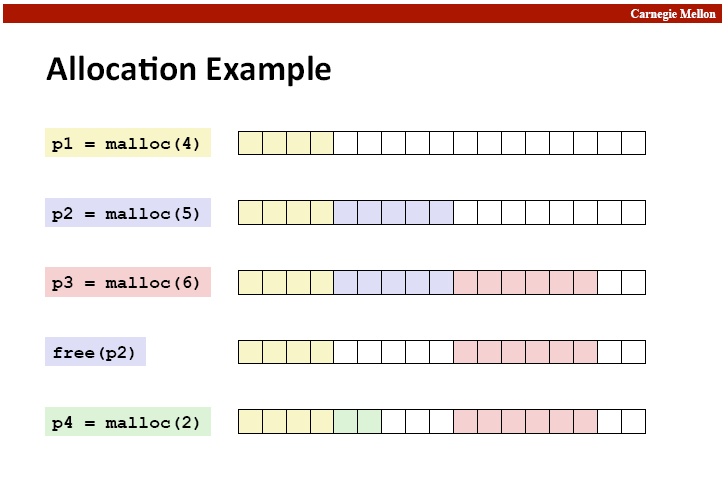 Carnegie Mellon
Allocation Example
p1 = malloc(4)
p2 = malloc(5)
p3 = malloc(6)
free(p2)
p4 = malloc(2)